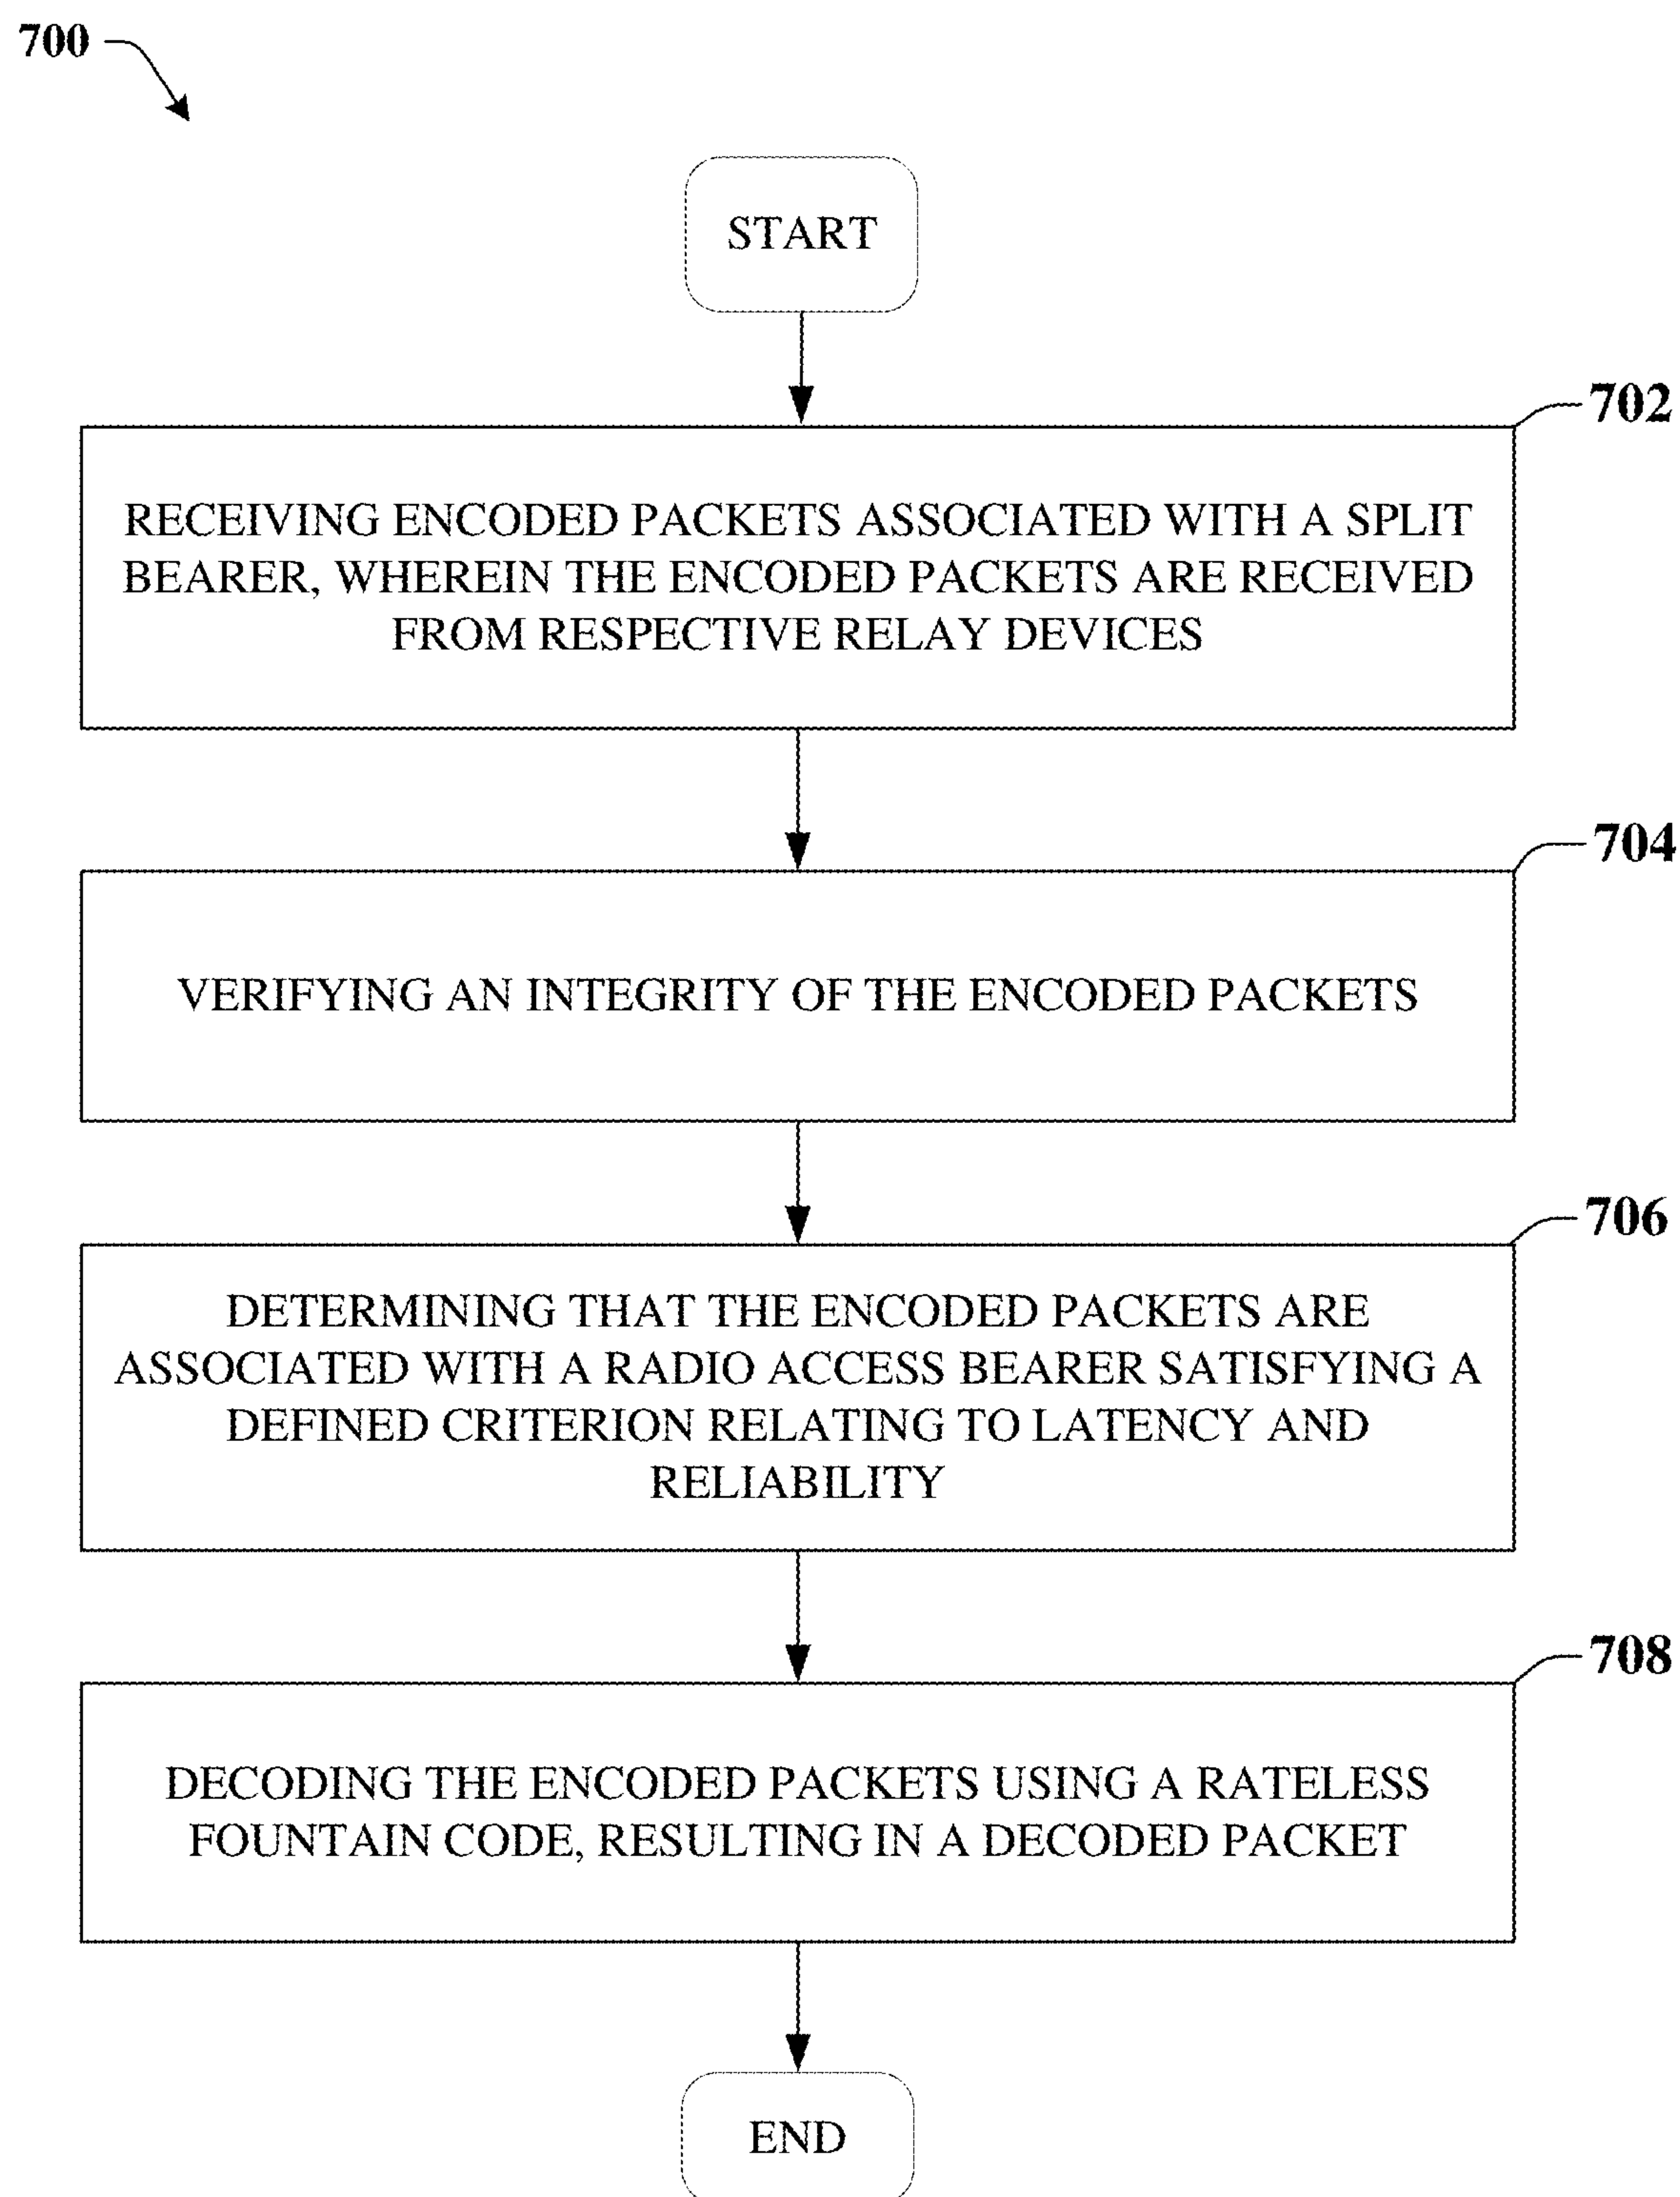 700
START
702
RECEIVING ENCODED PACKETS ASSOCIATED WITH A SPLIT
BEARER, WHEREIN THE ENCODED PACKETS ARE RECEIVED
FROM RESPECTIVE RELAY DEVICES
704
VERIFYING AN INTEGRITY OF THE ENCODED PACKETS
706
DETERMINING THAT THE ENCODED PACKETS ARE
ASSOCIATED WITH A RADIO ACCESS BEARER SATISFYING A
DEFINED CRITERION RELATING TO LATENCY AND
RELIABILITY
708
DECODING THE ENCODED PACKETS USING A RATELESS
FOUNTAIN CODE, RESULTING IN A DECODED PACKET
END